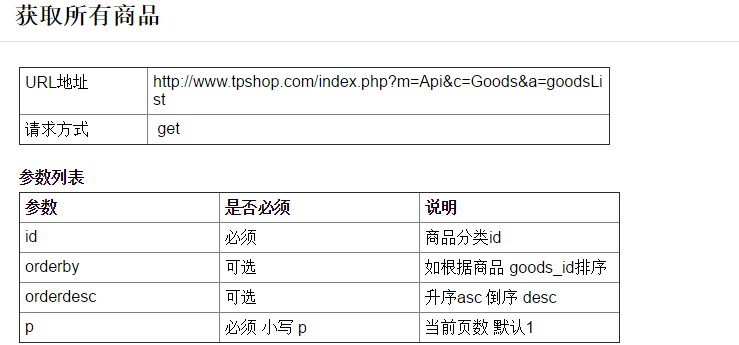 获取所有商品
URL地址 http://www.tpshop.com/index.php?m=Api&c=Goods&a=goodsLi
st
请求方式 get
参数列表
参数 是否必须 说明
id 必须 商品分类id
orderby 可选 如根据商品 goods_id排序
orderdesc 可选 升序asc 倒序 desc
p 必须 小写 p 当前页数 默认1